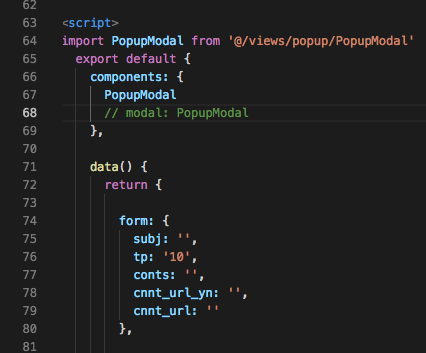 62
63 <script>
64 import PopupModal from '@/views/popup/PopupModal'
65 export default {
66 components: {
67 PopupModal
68 // modal: PopupModal
69 },
70
71 data() {
72 return {
73
74 form: {
75 subj: '',
76 tp: '10',
77 conts: '',
78 cnnt_url_yn: '',
79 cnnt_url: ''
80 },
81